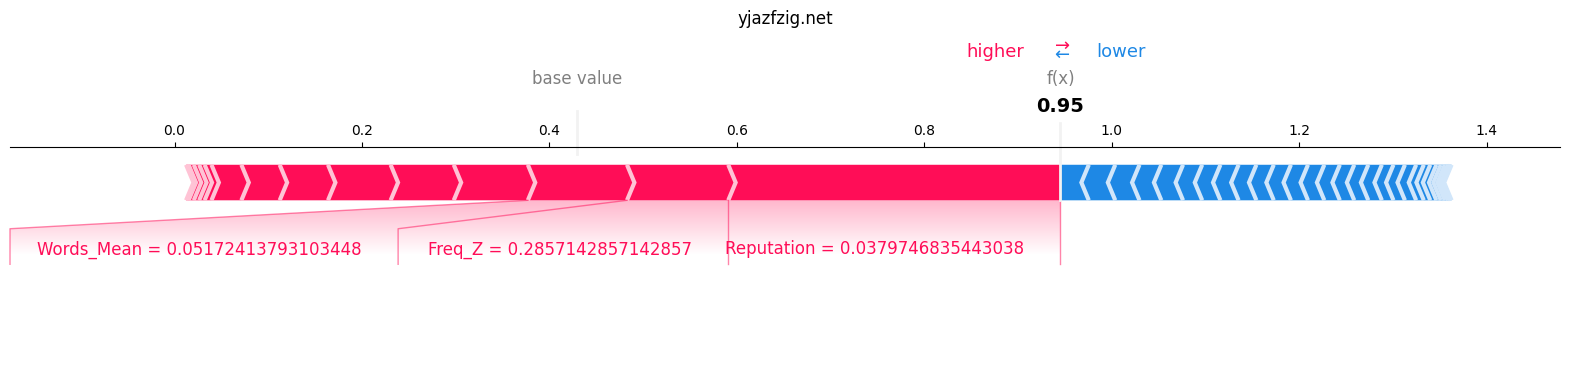 yjazfzig.net
higher ⇄ lower
base value
f(x)
0.95
0.0 0.2 0.4 0.6 0.8 1.0 1.2 1.4
Words_Mean = 0.05172413793103448
Freq_Z = 0.2857142857142857
Reputation = 0.0379746835443038